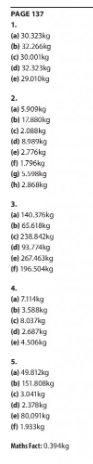 PAGE 137
1.
(a) 30.323kg
(b) 32.266kg
(c) 30.001kg
(d) 32.323kg
(e) 29.010kg
2.
(a) 5.909kg
(b) 17.880kg
(c) 2.088kg
(d) 8.989kg
(e) 2.776kg
(f) 1.796kg
(g) 5.598kg
(h) 2.868kg
3.
(a) 140.376kg
(b) 65.618kg
(c) 238.842kg
(d) 93.774kg
(e) 267.463kg
(f) 196.504kg
4.
(a) 7.114kg
(b) 3.588kg
(c) 8.037kg
(d) 2.687kg
(e) 4.506kg
5.
(a) 49.812kg
(b) 151.808kg
(c) 3.041kg
(d) 2.378kg
(e) 80.091kg
(f) 1.933kg
Maths Fact: 0.394kg